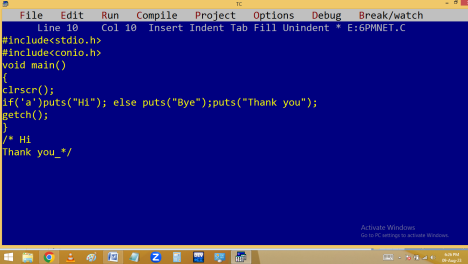 TC
File Edit Run Compile Project Options Debug Break/watch
Line 10 Col 10 Insert Indent Tab Fill Unindent * E:6PMNET.C
#include<stdio.h>
#include<conio.h>
void main()
{
clrscr();
if('a')puts("Hi"); else puts("Bye");puts("Thank you");
getch();
}
/* Hi
Thank you_*/
Activate Windows
Go to PC settings to activate Windows.